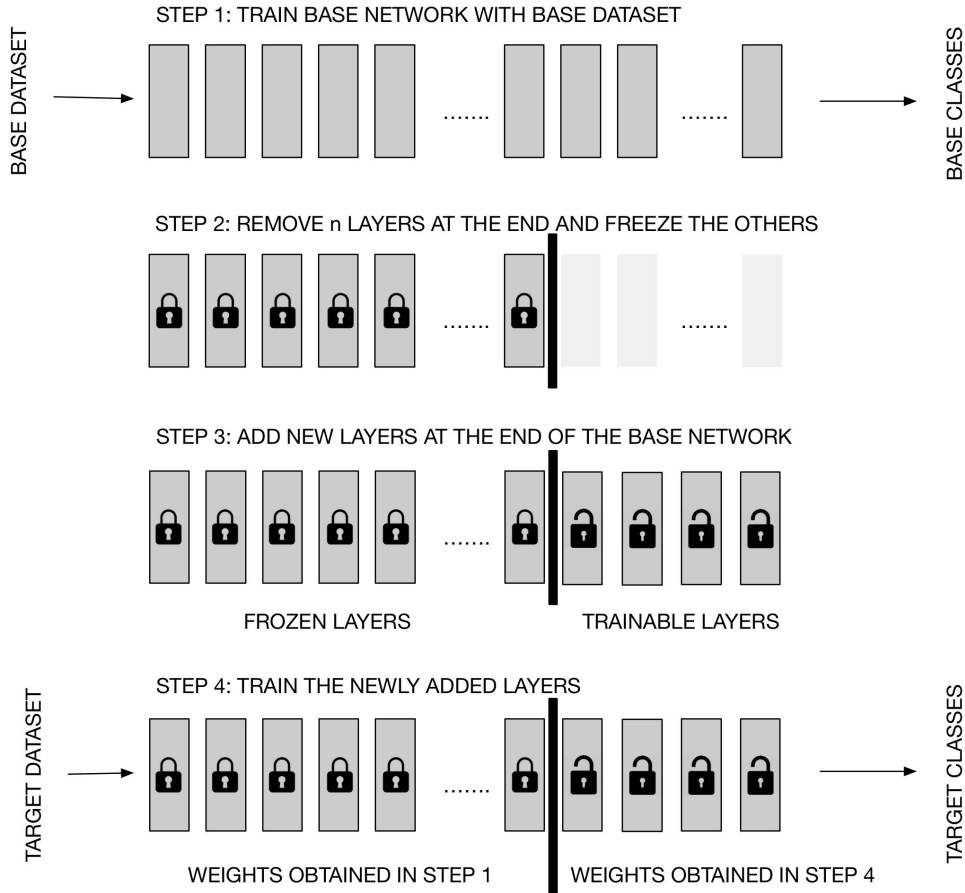 STEP 1: TRAIN BASE NETWORK WITH BASE DATASET
BASE DATASET
.......
.......
BASE CLASSES
STEP 2: REMOVE n LAYERS AT THE END AND FREEZE THE OTHERS
.......
.......
STEP 3: ADD NEW LAYERS AT THE END OF THE BASE NETWORK
.......
FROZEN LAYERS
TRAINABLE LAYERS
STEP 4: TRAIN THE NEWLY ADDED LAYERS
TARGET DATASET
.......
TARGET CLASSES
WEIGHTS OBTAINED IN STEP 1
WEIGHTS OBTAINED IN STEP 4